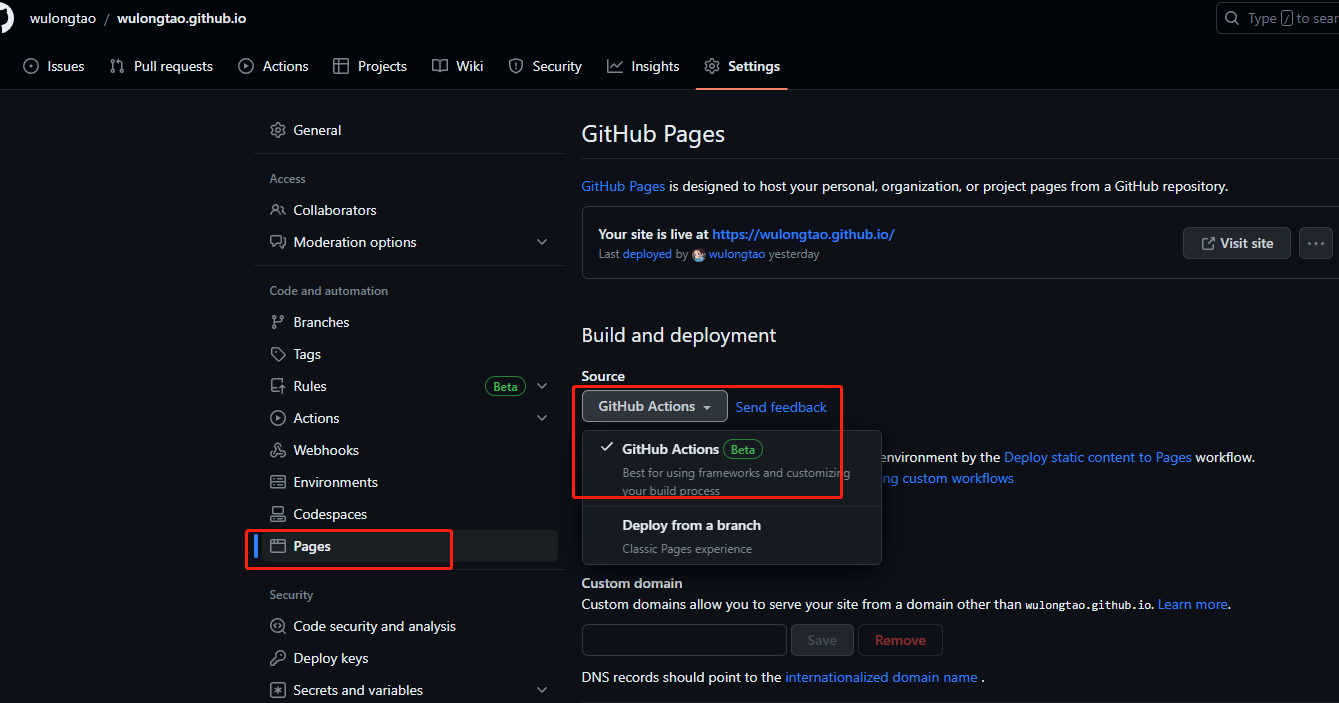 wulongtao / wulongtao.github.io
Type / to sear
Issues
Pull requests
Actions
Projects
Wiki
Security
Insights
Settings
General
Access
Collaborators
Moderation options
Code and automation
Branches
Tags
Rules Beta
Actions
Webhooks
Environments
Codespaces
Pages
Security
Code security and analysis
Deploy keys
Secrets and variables
GitHub Pages
GitHub Pages is designed to host your personal, organization, or project pages from a GitHub repository.
Your site is live at https://wulongtao.github.io/
Last deployed by wulongtao yesterday
Visit site
Build and deployment
Source
GitHub Actions Send feedback
GitHub Actions Beta
Best for using frameworks and customizing
your build process
Deploy from a branch
Classic Pages experience
environment by the Deploy static content to Pages workflow.
ng custom workflows
Custom domain
Custom domains allow you to serve your site from a domain other than wulongtao.github.io. Learn more.
Save
Remove
DNS records should point to the internationalized domain name .